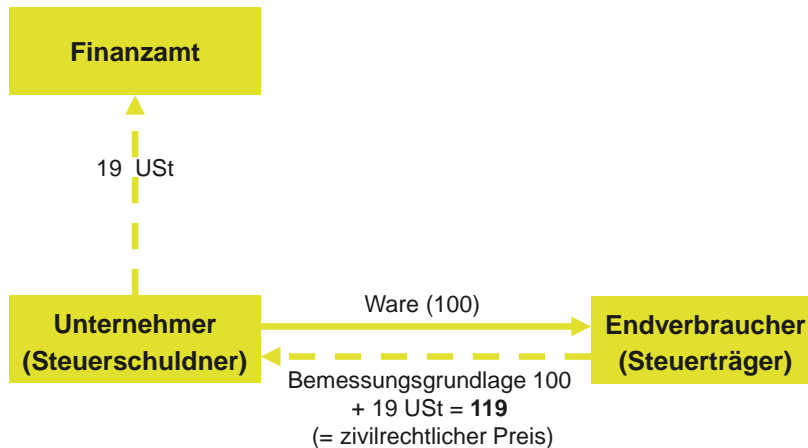 Finanzamt
19 USt
Unternehmer
(Steuerschuldner)
Ware (100)
Endverbraucher
(Steuerträger)
Bemessungsgrundlage 100
+ 19 USt = 119
(= zivilrechtlicher Preis)